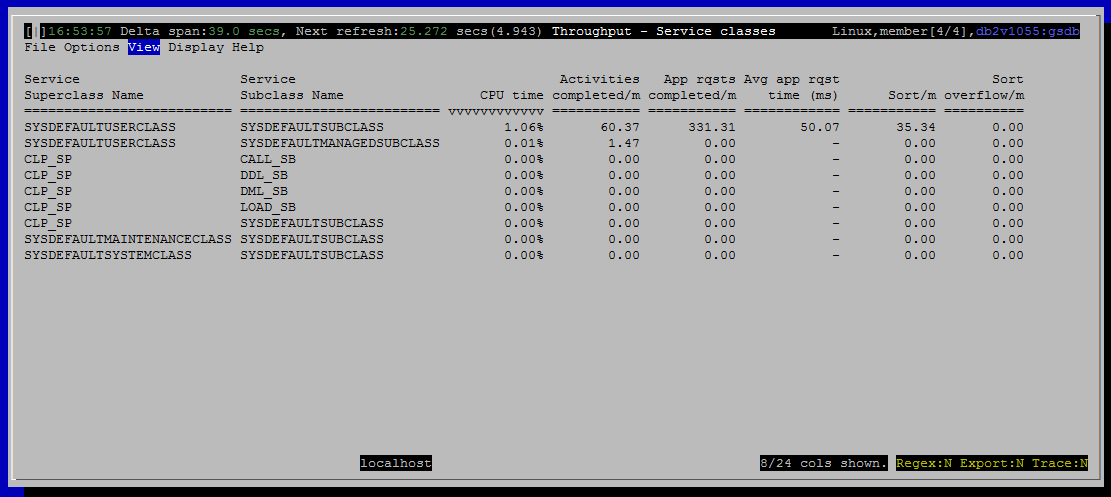 [|]16:53:57 Delta span:39.0 secs, Next refresh:25.272 secs(4.943) Throughput - Service classes Linux,member[4/4],db2v1055:gsdb
File Options View Display Help
Service Service Activities App rqsts Avg app rqst Sort
Superclass Name Subclass Name CPU time completed/m completed/m time (ms) Sort/m overflow/m
========================== ========================= vvvvvvvvvvvv =========== =========== ============ =========== ==========
SYSDEFAULTUSERCLASS SYSDEFAULTSUBCLASS 1.06% 60.37 331.31 50.07 35.34 0.00
SYSDEFAULTUSERCLASS SYSDEFAULTMANAGEDSUBCLASS 0.01% 1.47 0.00 - 0.00 0.00
CLP_SP CALL_SB 0.00% 0.00 0.00 - 0.00 0.00
CLP_SP DDL_SB 0.00% 0.00 0.00 - 0.00 0.00
CLP_SP DML_SB 0.00% 0.00 0.00 - 0.00 0.00
CLP_SP LOAD_SB 0.00% 0.00 0.00 - 0.00 0.00
CLP_SP SYSDEFAULTSUBCLASS 0.00% 0.00 0.00 - 0.00 0.00
SYSDEFAULTMAINTENANCECLASS SYSDEFAULTSUBCLASS 0.00% 0.00 0.00 - 0.00 0.00
SYSDEFAULTSYSTEMCLASS SYSDEFAULTSUBCLASS 0.00% 0.00 0.00 - 0.00 0.00
localhost 8/24 cols shown. Regex:N Export:N Trace:N